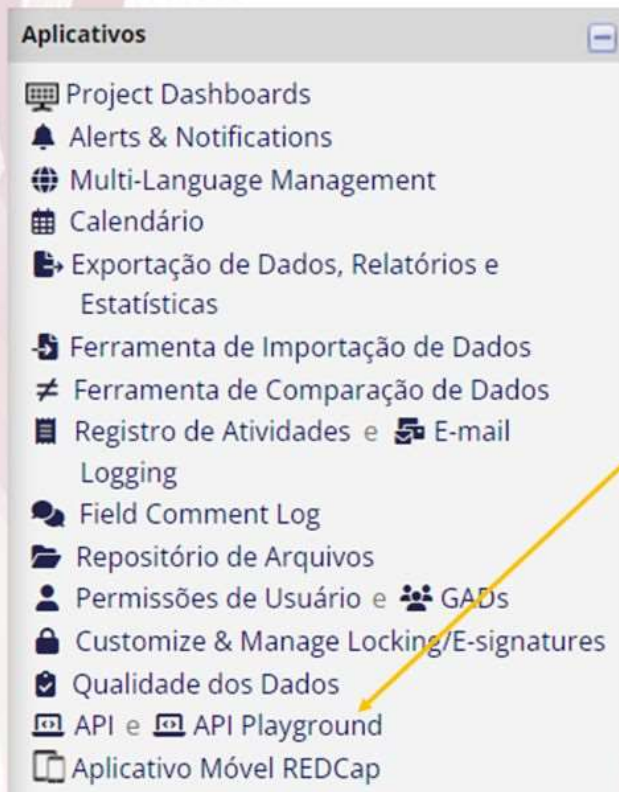 Aplicativos
Project Dashboards
Alerts & Notifications
Multi-Language Management
Calendário
Exportação de Dados, Relatórios e
Estatísticas
Ferramenta de Importação de Dados
Ferramenta de Comparação de Dados
Registro de Atividades e E-mail
Logging
Field Comment Log
Repositório de Arquivos
Permissões de Usuário e GADs
Customize & Manage Locking/E-signatures
Qualidade dos Dados
API e API Playground
Aplicativo Móvel REDCap